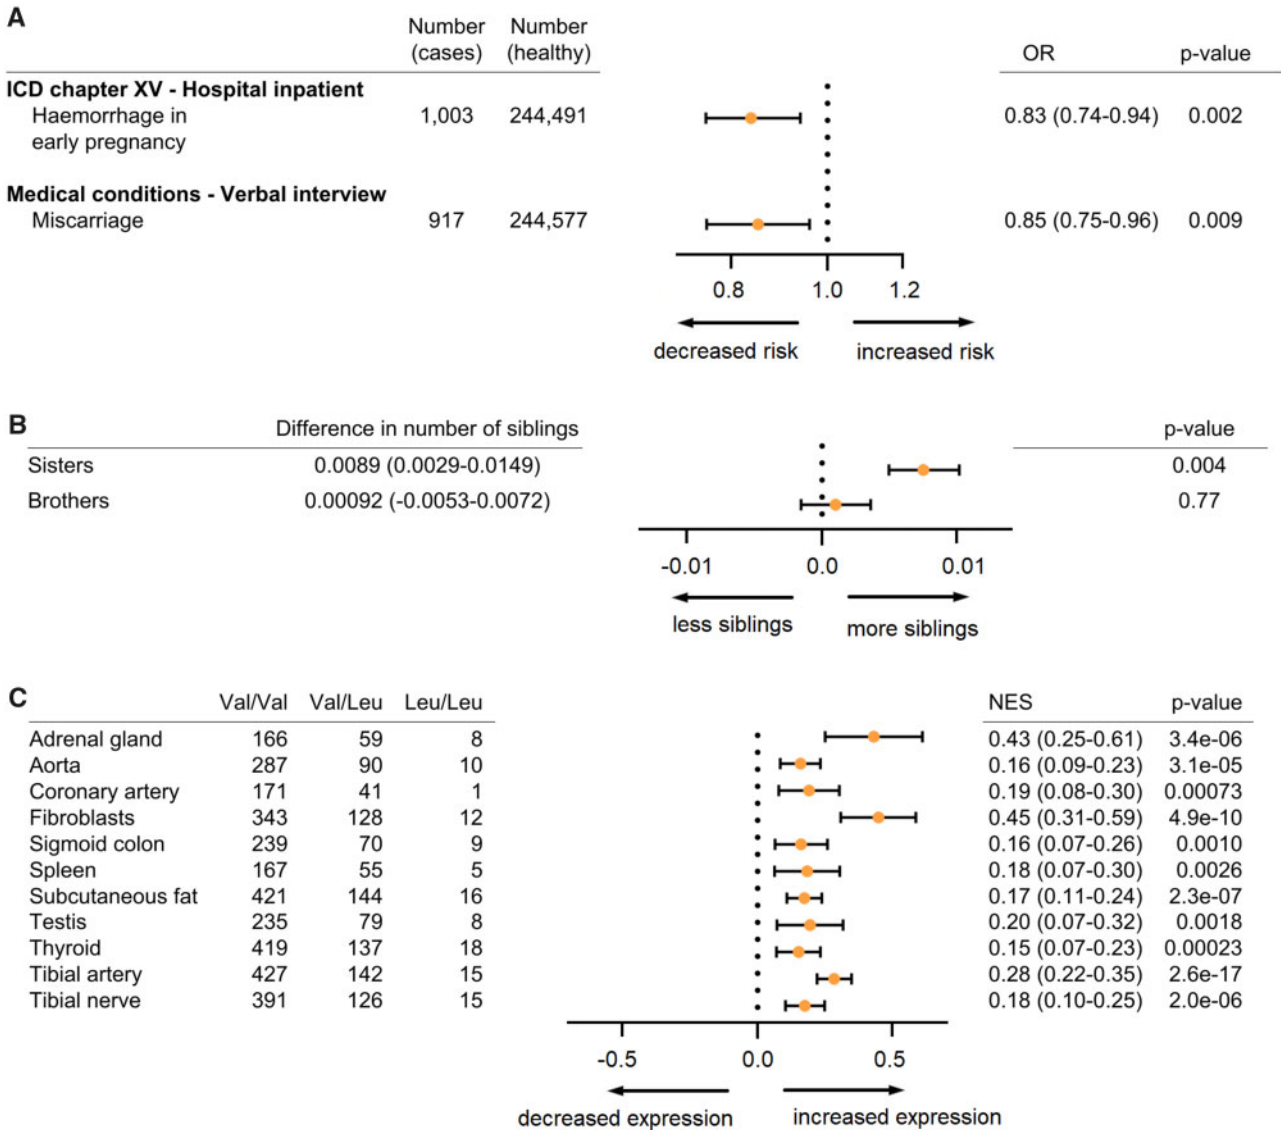 A
Number Number
(cases) (healthy) OR p-value
ICD chapter XV - Hospital inpatient
Haemorrhage in 1,003 244,491 0.83 (0.74-0.94) 0.002
early pregnancy
Medical conditions - Verbal interview
Miscarriage 917 244,577 0.85 (0.75-0.96) 0.009
0.8 1.0 1.2
decreased risk increased risk
B
Difference in number of siblings p-value
Sisters 0.0089 (0.0029-0.0149) 0.004
Brothers 0.00092 (-0.0053-0.0072) 0.77
-0.01 0.0 0.01
less siblings more siblings
C Val/Val Val/Leu Leu/Leu NES p-value
Adrenal gland 166 59 8 0.43 (0.25-0.61) 3.4e-06
Aorta 287 90 10 0.16 (0.09-0.23) 3.1e-05
Coronary artery 171 41 1 0.19 (0.08-0.30) 0.00073
Fibroblasts 343 128 12 0.45 (0.31-0.59) 4.9e-10
Sigmoid colon 239 70 9 0.16 (0.07-0.26) 0.0010
Spleen 167 55 5 0.18 (0.07-0.30) 0.0026
Subcutaneous fat 421 144 16 0.17 (0.11-0.24) 2.3e-07
Testis 235 79 8 0.20 (0.07-0.32) 0.0018
Thyroid 419 137 18 0.15 (0.07-0.23) 0.00023
Tibial artery 427 142 15 0.28 (0.22-0.35) 2.6e-17
Tibial nerve 391 126 15 0.18 (0.10-0.25) 2.0e-06
-0.5 0.0 0.5
decreased expression increased expression